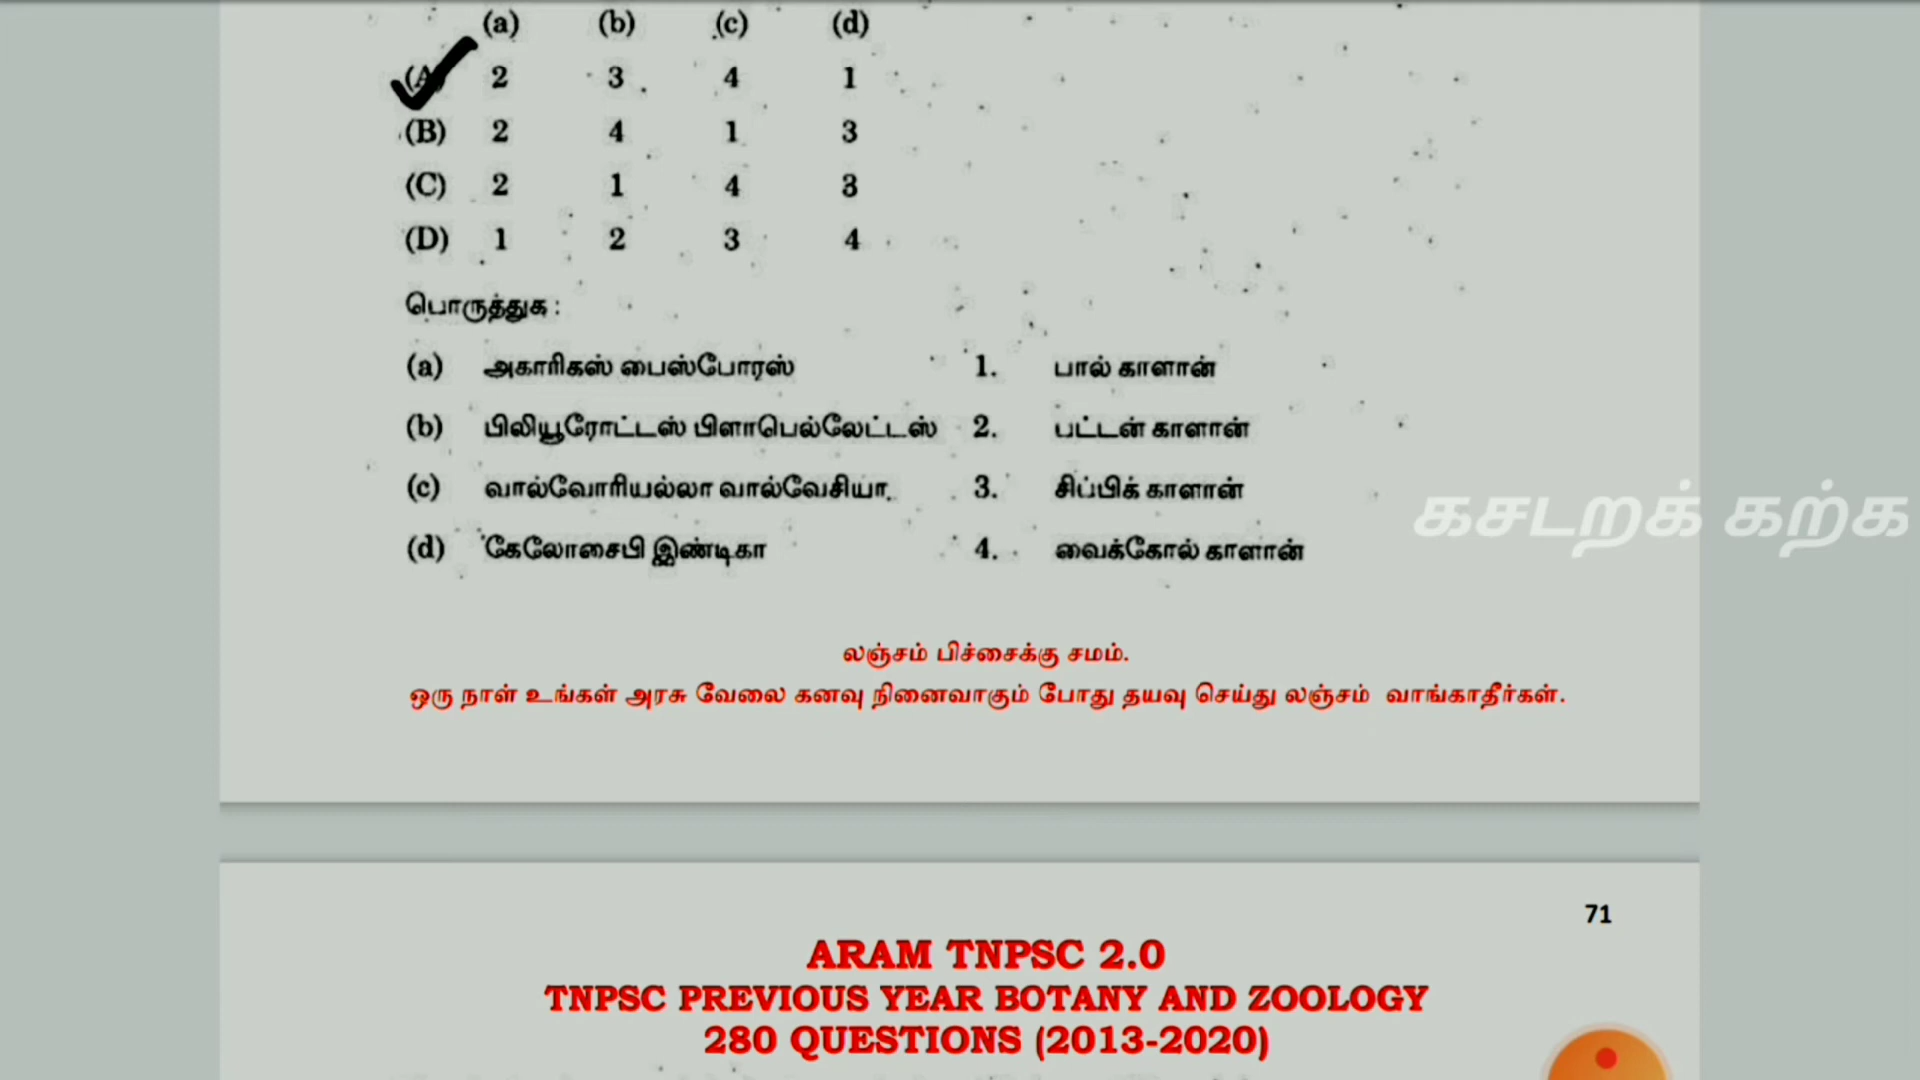 (a) (b) (c) (d)
(A) 2 3 4 1
(B) 2 4 1 3
(C) 2 1 4 3
(D) 1 2 3 4
பொருத்துக :
(a) அகாரிகஸ் பைஸ்போரஸ் 1. பால் காளான்
(b) பிலியூரோட்டஸ் பிளாபெல்லேட்டஸ் 2. பட்டன் காளான்
(c) வால்வோரியல்லா வால்வேசியா 3. சிப்பிக் காளான்
(d) கேலோசைபி இண்டிகா 4. வைக்கோல் காளான்
கசடறக் கற்க
லஞ்சம் பிச்சைக்கு சமம்.
ஒரு நாள் உங்கள் அரசு வேலை கனவு நினைவாகும் போது தயவு செய்து லஞ்சம் வாங்காதீர்கள்.
71
ARAM TNPSC 2.0
TNPSC PREVIOUS YEAR BOTANY AND ZOOLOGY
280 QUESTIONS (2013-2020)